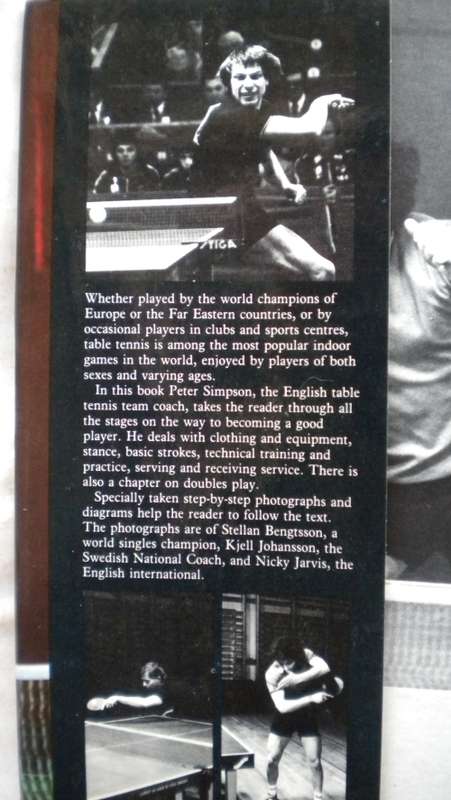 STIGA
Whether played by the world champions of
Europe or the Far Eastern countries, or by
occasional players in clubs and sports centres,
table tennis is among the most popular indoor
games in the world, enjoyed by players of both
sexes and varying ages.
In this book Peter Simpson, the English table
tennis team coach, takes the reader through all
the stages on the way to becoming a good
player. He deals with clothing and equipment,
stance, basic strokes, technical training and
practice, serving and receiving service. There is
also a chapter on doubles play.
Specially taken step-by-step photographs and
diagrams help the reader to follow the text.
The photographs are of Stellan Bengtsson, a
world singles champion, Kjell Johansson, the
Swedish National Coach, and Nicky Jarvis, the
English international.